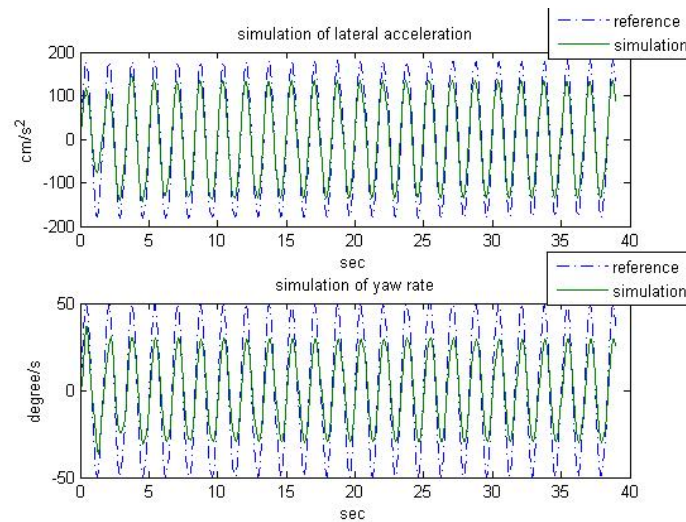 reference
simulation
simulation of lateral acceleration
200
100
0
-100
-200
cm/s²
0 5 10 15 20 25 30 35 40
sec
reference
simulation
simulation of yaw rate
50
0
-50
degree/s
0 5 10 15 20 25 30 35 40
sec